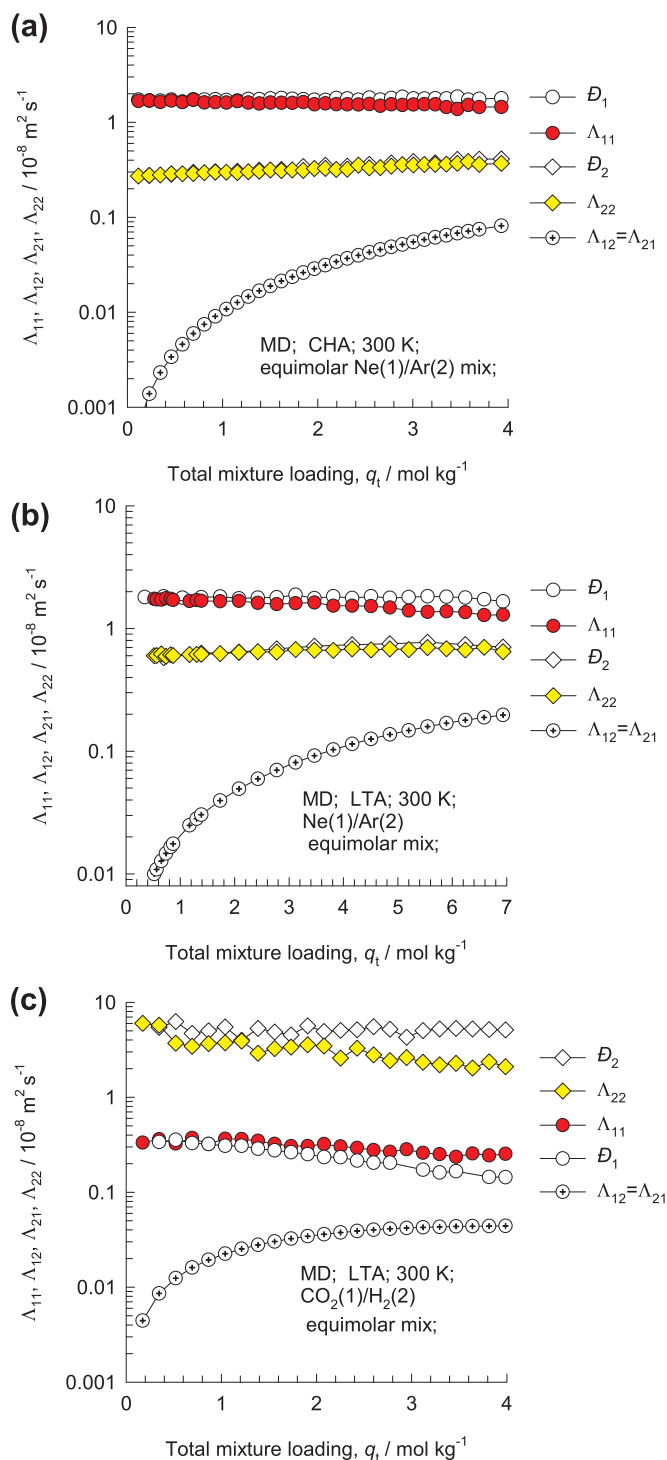 (a)
10
1
0.1
0.01
0.001
0 1 2 3 4
Λ11, Λ12, Λ21, Λ22 / 10-8 m2 s-1
Total mixture loading, qt / mol kg-1
MD; CHA; 300 K;
equimolar Ne(1)/Ar(2) mix;
Đ1
Λ11
Đ2
Λ22
Λ12=Λ21
(b)
10
1
0.1
0.01
0 1 2 3 4 5 6 7
Λ11, Λ12, Λ21, Λ22 / 10-8 m2 s-1
Total mixture loading, qt / mol kg-1
MD; LTA; 300 K;
Ne(1)/Ar(2)
equimolar mix;
Đ1
Λ11
Đ2
Λ22
Λ12=Λ21
(c)
10
1
0.1
0.01
0.001
0 1 2 3 4
Λ11, Λ12, Λ21, Λ22 / 10-8 m2 s-1
Total mixture loading, qt / mol kg-1
MD; LTA; 300 K;
CO2(1)/H2(2)
equimolar mix;
Đ2
Λ22
Λ11
Đ1
Λ12=Λ21